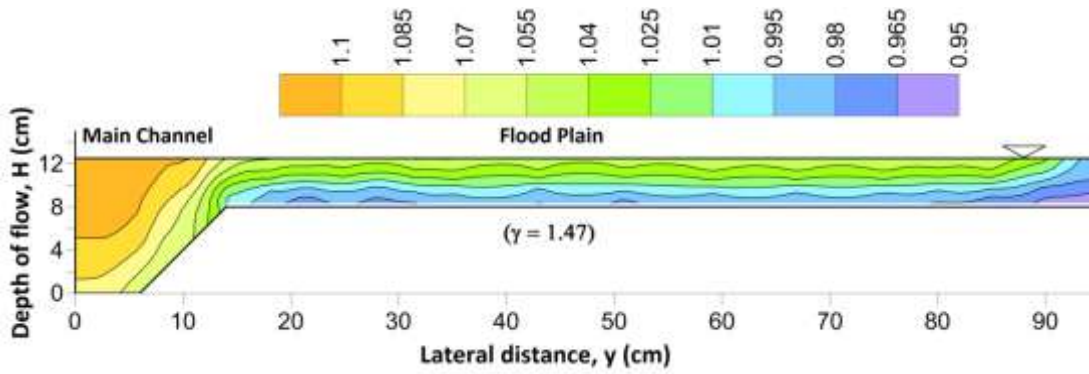 1.1 1.085 1.07 1.055 1.04 1.025 1.01 0.995 0.98 0.965 0.95
Main Channel Flood Plain
Depth of flow, H (cm)
12
8
4
0
(γ = 1.47)
0 10 20 30 40 50 60 70 80 90
Lateral distance, y (cm)